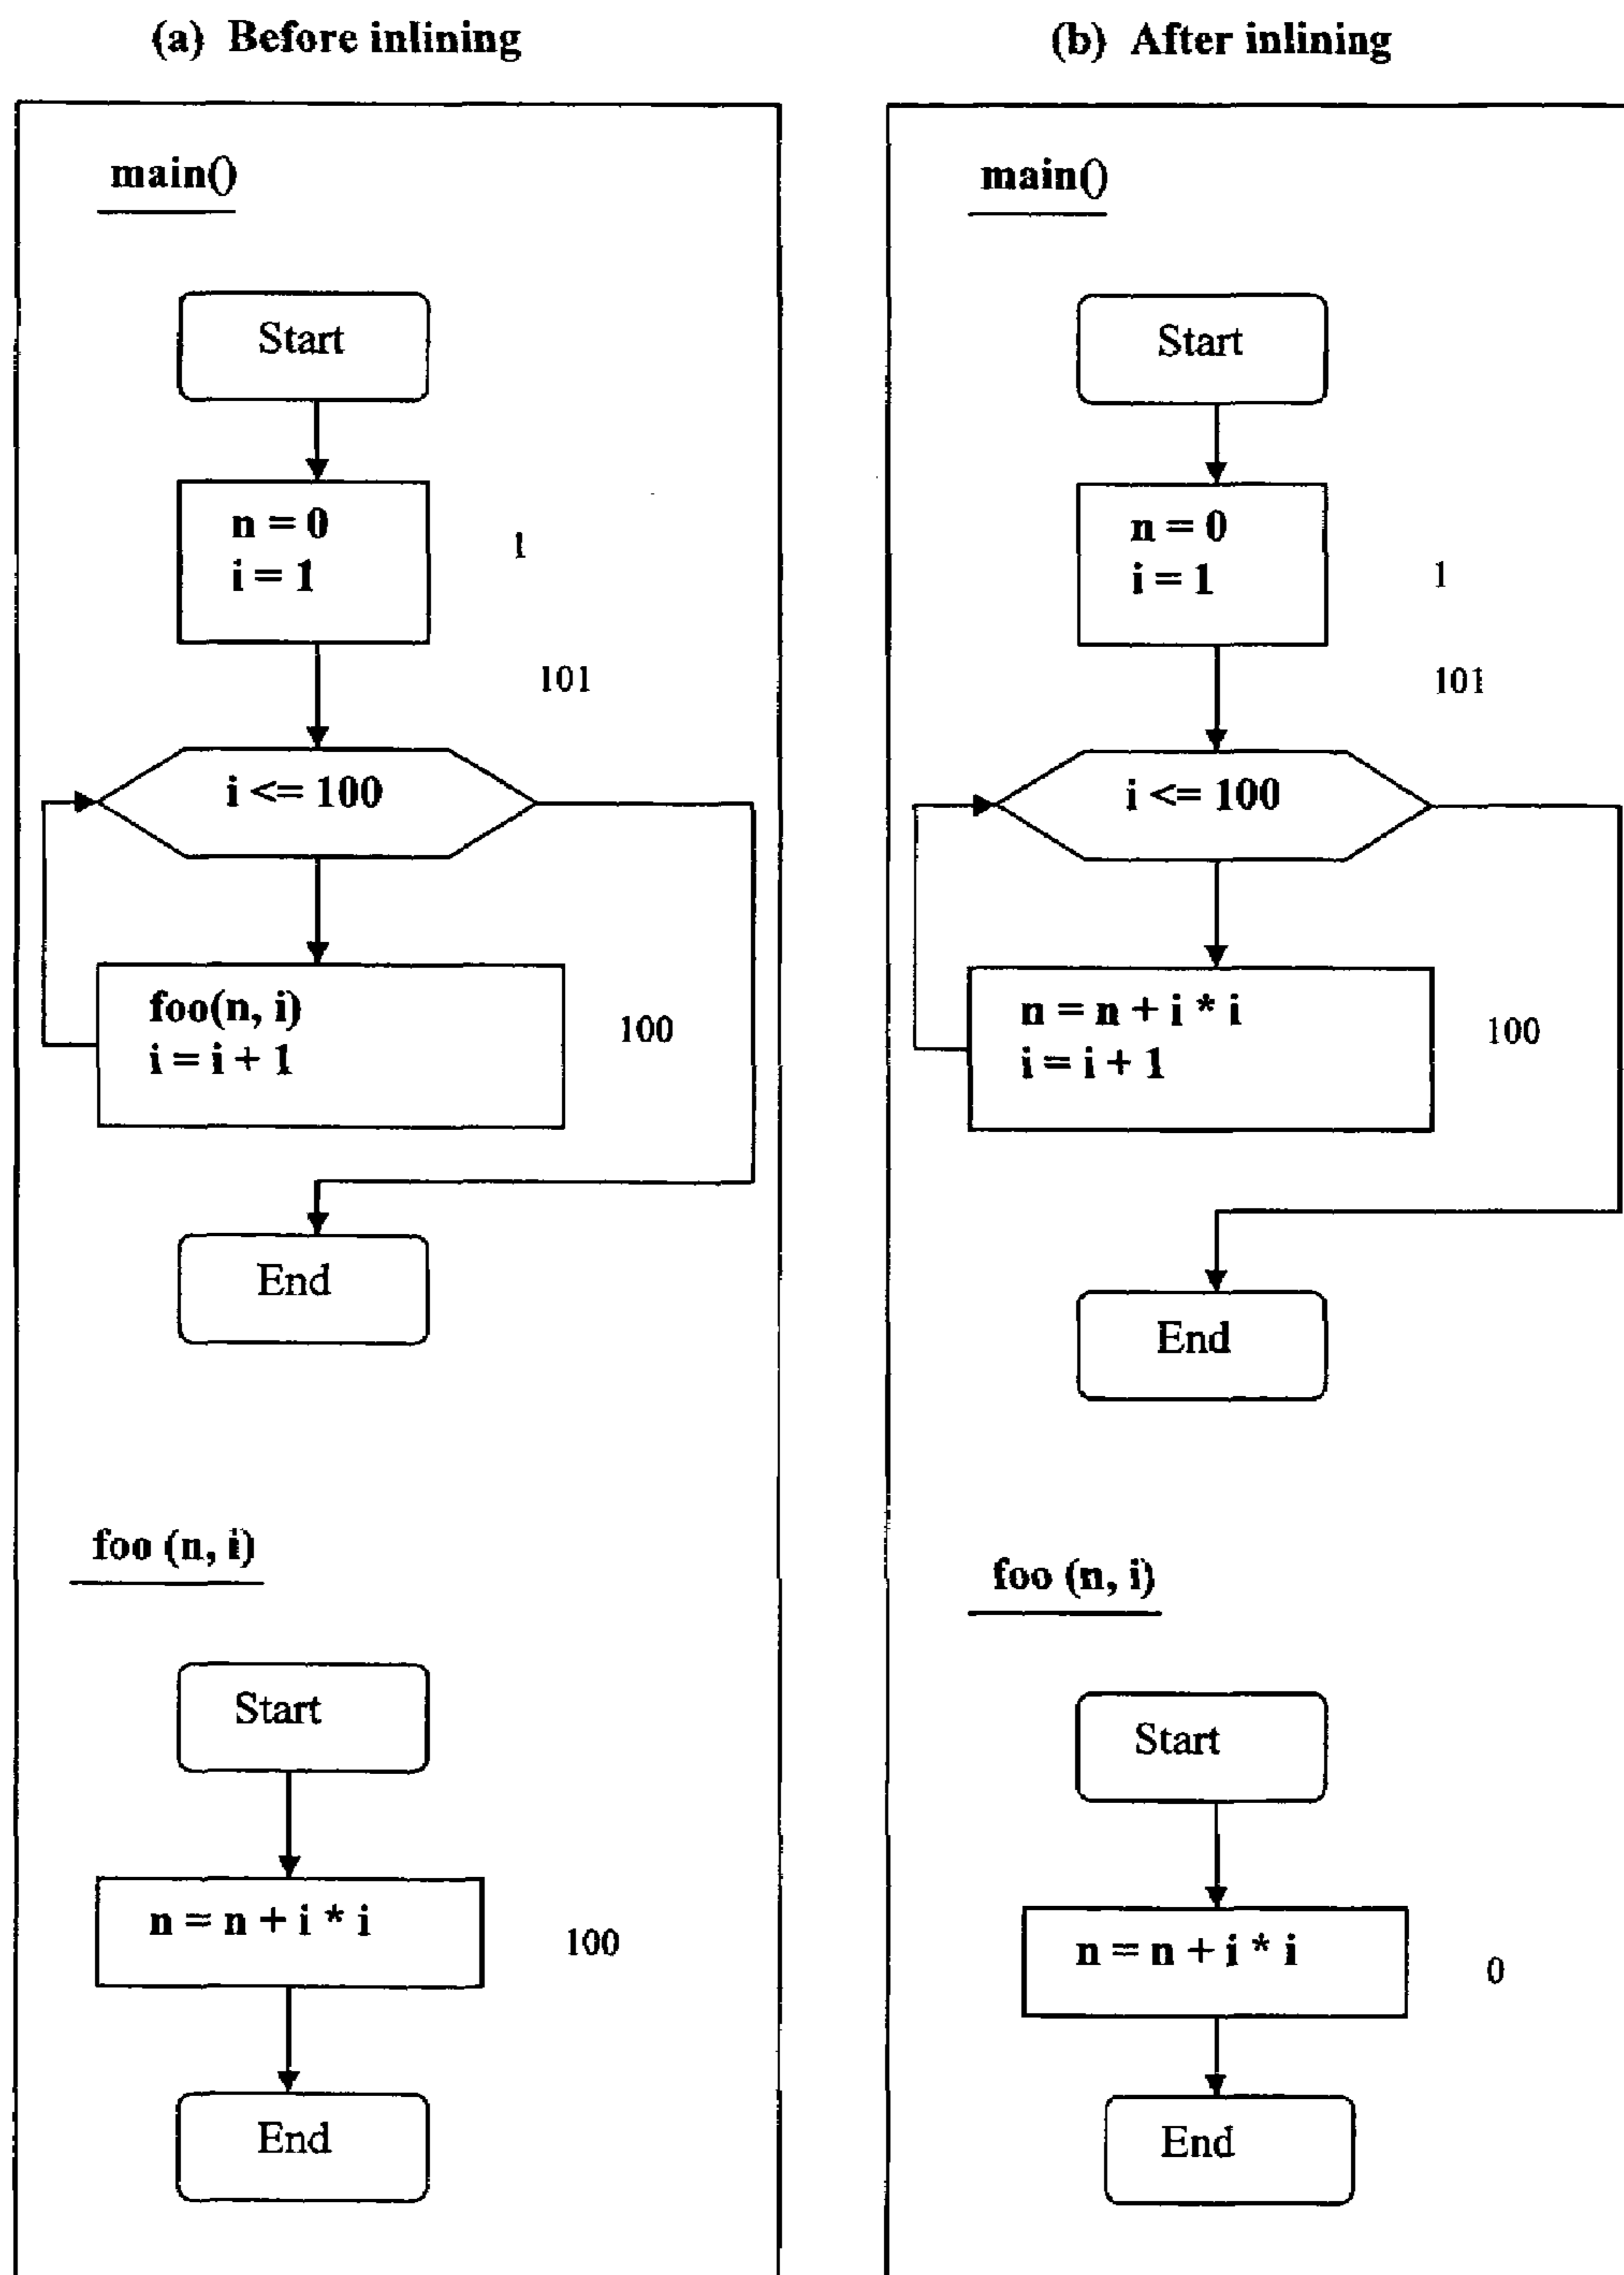 (a) Before inlining
main()
Start
n = 0
i = 1
1
101
i <= 100
foo(n, i)
i = i + 1
100
End
foo (n, i)
Start
n = n + i * i
100
End
(b) After inlining
main()
Start
n = 0
i = 1
1
101
i <= 100
n = n + i * i
i = i + 1
100
End
foo (n, i)
Start
n = n + i * i
0
End